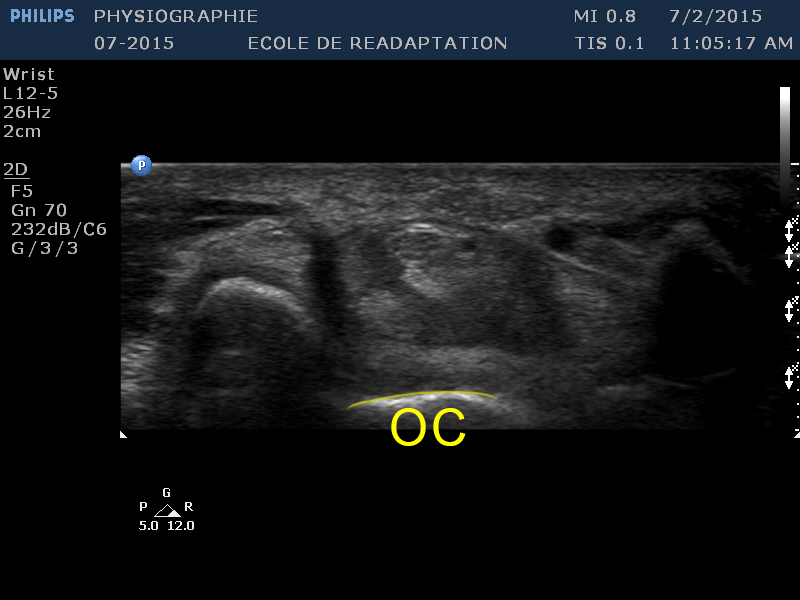 PHILIPS PHYSIOGRAPHIE MI 0.8 7/2/2015
07-2015 ECOLE DE READAPTATION TIS 0.1 11:05:17 AM
Wrist
L12-5
26Hz
2cm
2D
F5
Gn 70
232dB/C6
G/3/3
P
OC
G
P R
5.0 12.0